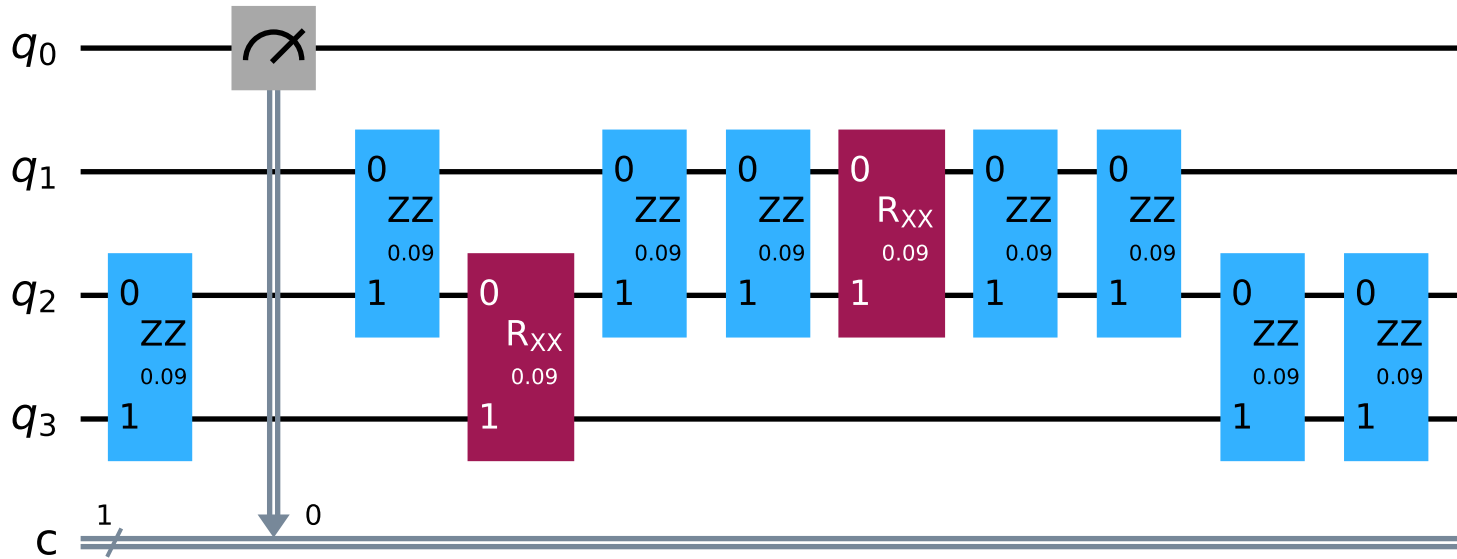 q0
0 0 0 0 0 0
q1
ZZ ZZ ZZ RXX ZZ ZZ
0.09 0.09 0.09 0.09 0.09 0.09
q2
0 1 0 1 1 1 1 1 0 0
ZZ RXX ZZ ZZ
0.09 0.09 0.09 0.09
q3
1 1 1 1
1 0
c